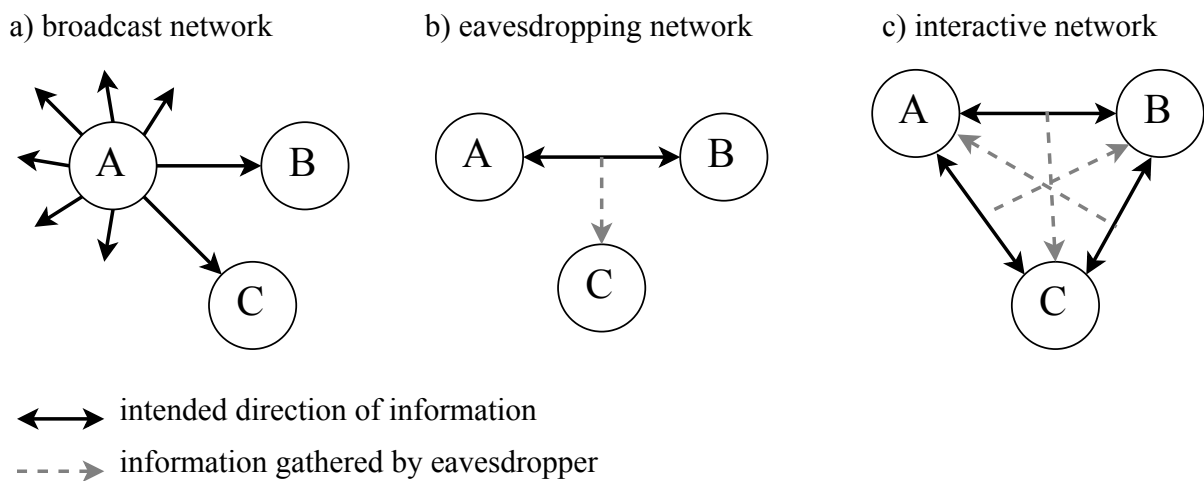 a) broadcast network
b) eavesdropping network
c) interactive network
A
B
C
A
B
C
A
B
C
intended direction of information
information gathered by eavesdropper